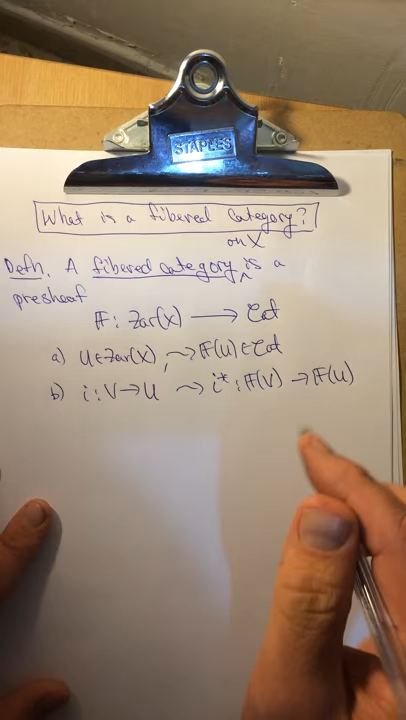 STAPLES
What is a fibered category?
on X
Defn. A fibered category ^ is a
presheaf
𝔽 : Zar(X) ⟶ Cat
a) U ∈ Zar(X), ⤳ 𝔽(U) ∈ Cat
b) i : V → U ⤳ i* : 𝔽(V) → 𝔽(U)